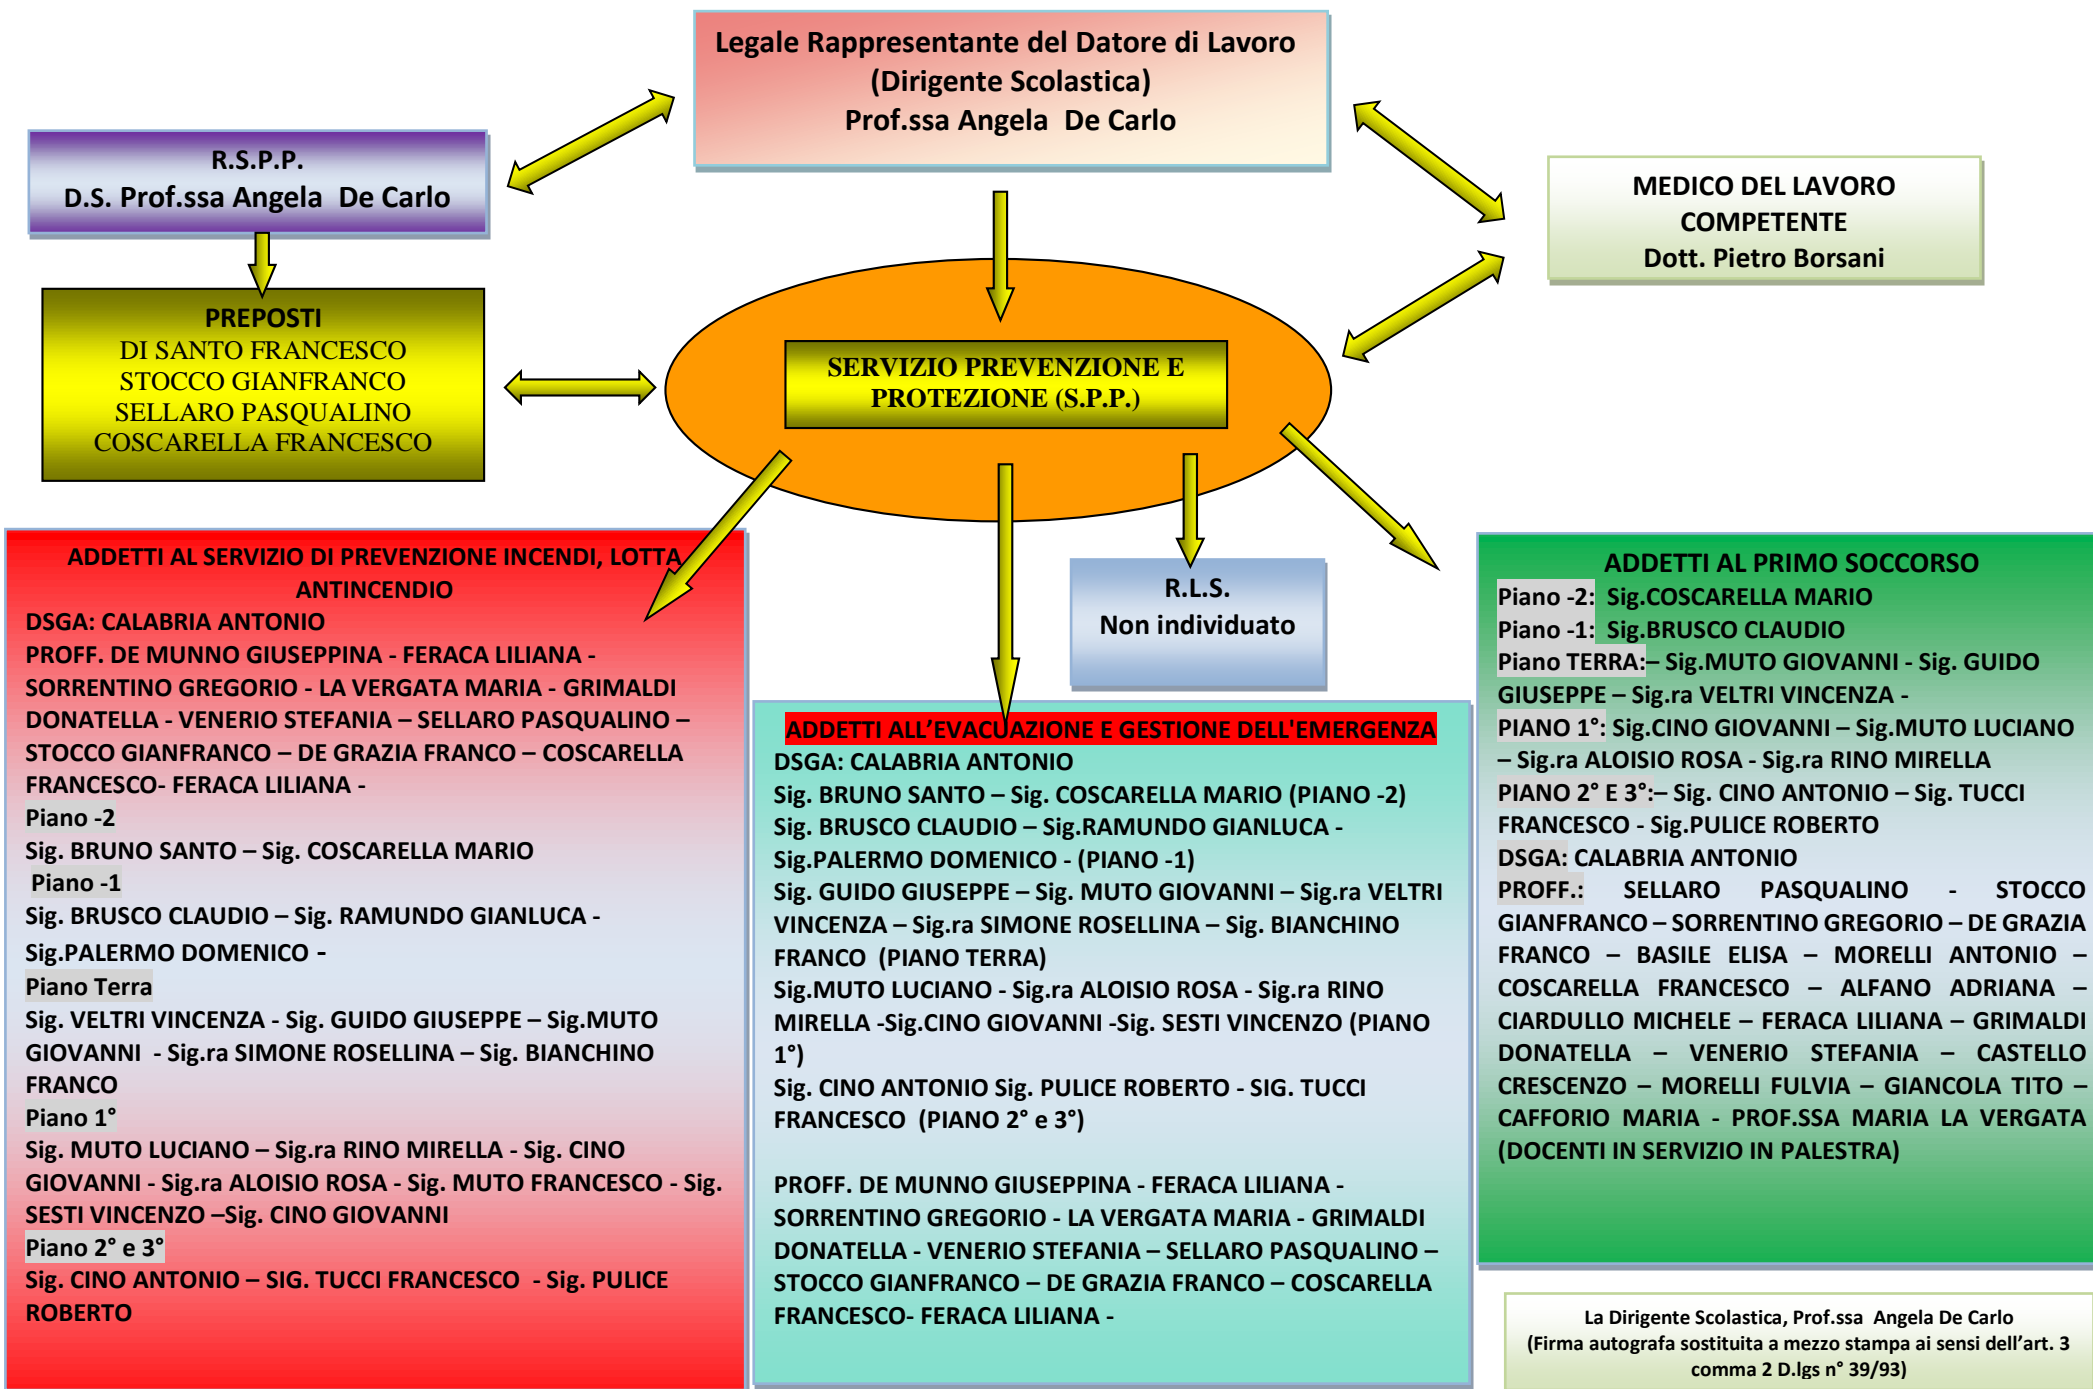 Legale Rappresentante del Datore di Lavoro
(Dirigente Scolastica)
Prof.ssa Angela De Carlo
R.S.P.P.
D.S. Prof.ssa Angela De Carlo
MEDICO DEL LAVORO
COMPETENTE
Dott. Pietro Borsani
PREPOSTI
DI SANTO FRANCESCO
STOCCO GIANFRANCO
SELLARO PASQUALINO
COSCARELLA FRANCESCO
SERVIZIO PREVENZIONE E
PROTEZIONE (S.P.P.)
ADDETTI AL SERVIZIO DI PREVENZIONE INCENDI, LOTTA
ANTINCENDIO
DSGA: CALABRIA ANTONIO
PROFF. DE MUNNO GIUSEPPINA - FERACA LILIANA -
SORRENTINO GREGORIO - LA VERGATA MARIA - GRIMALDI
DONATELLA - VENERIO STEFANIA – SELLARO PASQUALINO –
STOCCO GIANFRANCO – DE GRAZIA FRANCO – COSCARELLA
FRANCESCO- FERACA LILIANA -
Piano -2
Sig. BRUNO SANTO – Sig. COSCARELLA MARIO
Piano -1
Sig. BRUSCO CLAUDIO – Sig. RAMUNDO GIANLUCA -
Sig.PALERMO DOMENICO -
Piano Terra
Sig. VELTRI VINCENZA - Sig. GUIDO GIUSEPPE – Sig.MUTO
GIOVANNI - Sig.ra SIMONE ROSELLINA – Sig. BIANCHINO
FRANCO
Piano 1°
Sig. MUTO LUCIANO – Sig.ra RINO MIRELLA - Sig. CINO
GIOVANNI - Sig.ra ALOISIO ROSA - Sig. MUTO FRANCESCO - Sig.
SESTI VINCENZO –Sig. CINO GIOVANNI
Piano 2° e 3°
Sig. CINO ANTONIO – SIG. TUCCI FRANCESCO - Sig. PULICE
ROBERTO
R.L.S.
Non individuato
ADDETTI ALL’EVACUAZIONE E GESTIONE DELL'EMERGENZA
DSGA: CALABRIA ANTONIO
Sig. BRUNO SANTO – Sig. COSCARELLA MARIO (PIANO -2)
Sig. BRUSCO CLAUDIO – Sig.RAMUNDO GIANLUCA -
Sig.PALERMO DOMENICO - (PIANO -1)
Sig. GUIDO GIUSEPPE – Sig. MUTO GIOVANNI – Sig.ra VELTRI
VINCENZA – Sig.ra SIMONE ROSELLINA – Sig. BIANCHINO
FRANCO (PIANO TERRA)
Sig.MUTO LUCIANO - Sig.ra ALOISIO ROSA - Sig.ra RINO
MIRELLA -Sig.CINO GIOVANNI -Sig. SESTI VINCENZO (PIANO
1°)
Sig. CINO ANTONIO Sig. PULICE ROBERTO - SIG. TUCCI
FRANCESCO (PIANO 2° e 3°)
PROFF. DE MUNNO GIUSEPPINA - FERACA LILIANA -
SORRENTINO GREGORIO - LA VERGATA MARIA - GRIMALDI
DONATELLA - VENERIO STEFANIA – SELLARO PASQUALINO –
STOCCO GIANFRANCO – DE GRAZIA FRANCO – COSCARELLA
FRANCESCO- FERACA LILIANA -
ADDETTI AL PRIMO SOCCORSO
Piano -2: Sig.COSCARELLA MARIO
Piano -1: Sig.BRUSCO CLAUDIO
Piano TERRA:– Sig.MUTO GIOVANNI - Sig. GUIDO
GIUSEPPE – Sig.ra VELTRI VINCENZA -
PIANO 1°: Sig.CINO GIOVANNI – Sig.MUTO LUCIANO
– Sig.ra ALOISIO ROSA - Sig.ra RINO MIRELLA
PIANO 2° E 3°:– Sig. CINO ANTONIO – Sig. TUCCI
FRANCESCO - Sig.PULICE ROBERTO
DSGA: CALABRIA ANTONIO
PROFF.: SELLARO PASQUALINO - STOCCO
GIANFRANCO – SORRENTINO GREGORIO – DE GRAZIA
FRANCO – BASILE ELISA – MORELLI ANTONIO –
COSCARELLA FRANCESCO – ALFANO ADRIANA –
CIARDULLO MICHELE – FERACA LILIANA – GRIMALDI
DONATELLA – VENERIO STEFANIA – CASTELLO
CRESCENZO – MORELLI FULVIA – GIANCOLA TITO –
CAFFORIO MARIA - PROF.SSA MARIA LA VERGATA
(DOCENTI IN SERVIZIO IN PALESTRA)
La Dirigente Scolastica, Prof.ssa Angela De Carlo
(Firma autografa sostituita a mezzo stampa ai sensi dell’art. 3
comma 2 D.lgs n° 39/93)